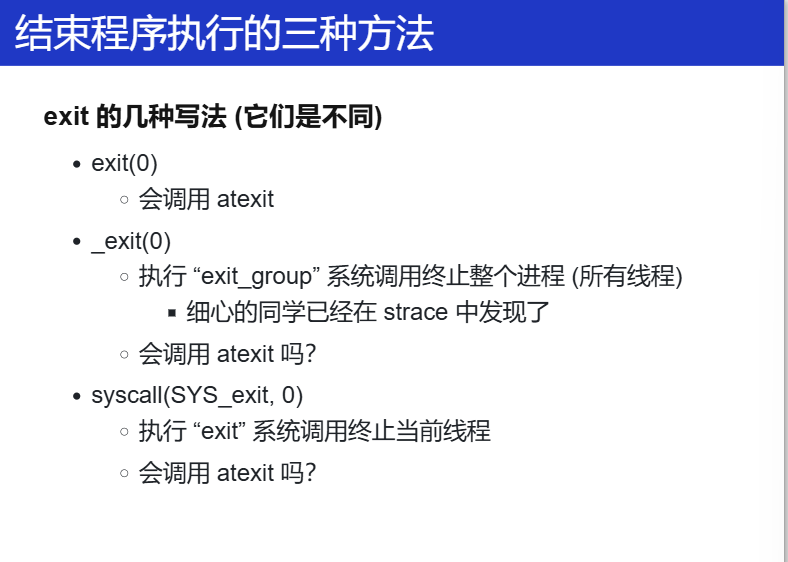 结束程序执行的三种方法
exit 的几种写法 (它们是不同)
exit(0)
会调用 atexit
_exit(0)
执行 “exit_group” 系统调用终止整个进程 (所有线程)
细心的同学已经在 strace 中发现了
会调用 atexit 吗?
syscall(SYS_exit, 0)
执行 “exit” 系统调用终止当前线程
会调用 atexit 吗?